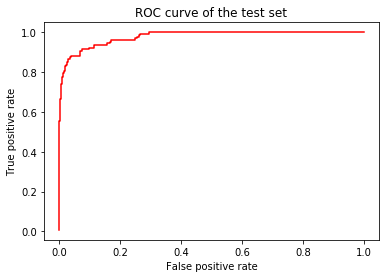 ROC curve of the test set
1.0
0.8
0.6
0.4
0.2
0.0
True positive rate
0.0 0.2 0.4 0.6 0.8 1.0
False positive rate